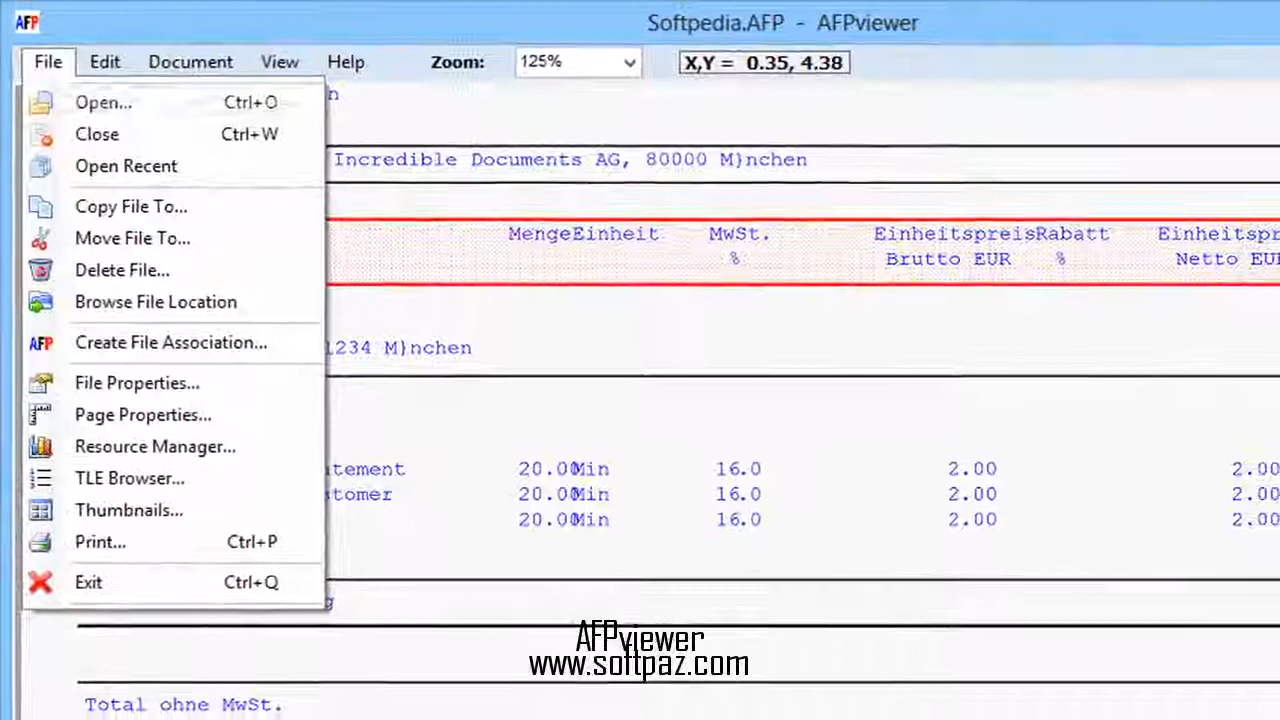 AFP Softpedia.AFP - AFPviewer
File Edit Document View Help Zoom: 125% X,Y = 0.35, 4.38
Open... Ctrl+O
Close Ctrl+W
Open Recent
Copy File To...
Move File To...
Delete File...
Browse File Location
AFP Create File Association...
File Properties...
Page Properties...
Resource Manager...
TLE Browser...
Thumbnails...
Print... Ctrl+P
Exit Ctrl+Q
n
Incredible Documents AG, 80000 M}nchen
MengeEinheit MwSt. EinheitspreisRabatt Einheitspr
% Brutto EUR % Netto EU
1234 M}nchen
tement 20.00Min 16.0 2.00 2.00
stomer 20.00Min 16.0 2.00 2.00
20.00Min 16.0 2.00 2.00
g
AFPviewer
www.softpaz.com
Total ohne MwSt.